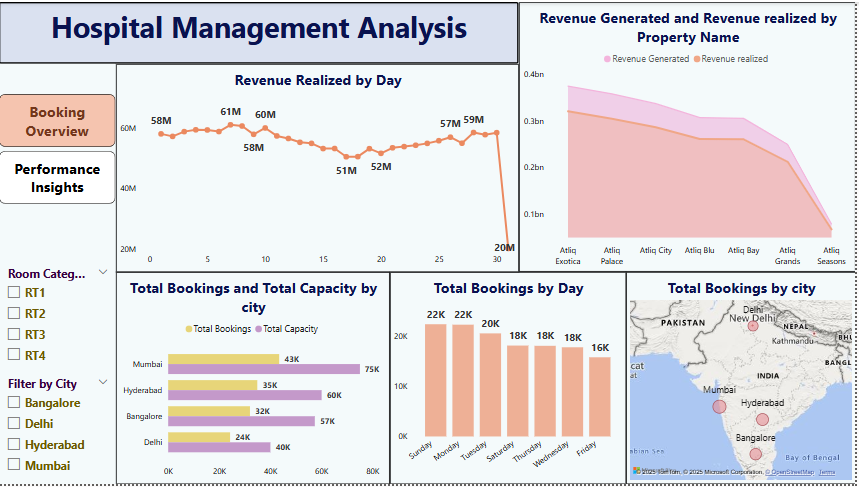 Hospital Management Analysis
Booking
Overview
Performance
Insights
Room Categ...
RT1
RT2
RT3
RT4
Filter by City
Bangalore
Delhi
Hyderabad
Mumbai
Revenue Realized by Day
58M
61M
60M
58M
51M
52M
57M
59M
20M
60M
40M
20M
0
5
10
15
20
25
30
Revenue Generated and Revenue realized by
Property Name
Revenue Generated
Revenue realized
0.4bn
0.3bn
0.2bn
0.1bn
Atliq
Exotica
Atliq
Palace
Atliq City
Atliq Blu
Atliq Bay
Atliq
Grands
Atliq
Seasons
Total Bookings and Total Capacity by
city
Total Bookings
Total Capacity
Mumbai
43K
75K
Hyderabad
35K
60K
Bangalore
32K
57K
Delhi
24K
40K
0K
20K
40K
60K
80K
Total Bookings by Day
22K
22K
20K
18K
18K
18K
16K
20K
10K
0K
Sunday
Monday
Tuesday
Saturday
Thursday
Wednesday
Friday
Total Bookings by city
Delhi
New Delhi
PAKISTAN
NEPAL
Kathmandu
BHU
BANGL
cat
at
INDIA
Mumbai
Hyderabad
Bangalore
abian Sea
Bay of Bengal
© 2025 Microsoft Corporation, © OpenStreetMap Terms